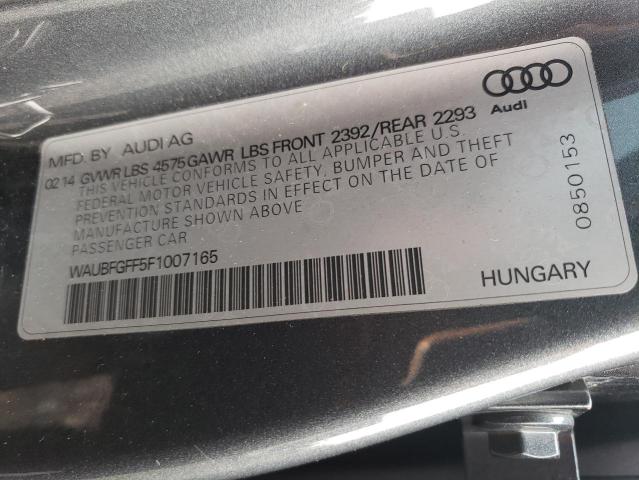 MFD. BY AUDI AG
02 14 GVWR LBS 4575 GAWR LBS FRONT 2392/REAR 2293
THIS VEHICLE CONFORMS TO ALL APPLICABLE U.S.
FEDERAL MOTOR VEHICLE SAFETY, BUMPER AND THEFT
PREVENTION STANDARDS IN EFFECT ON THE DATE OF
MANUFACTURE SHOWN ABOVE
PASSENGER CAR
WAUBFGFF5F1007165
Audi
0850153
HUNGARY